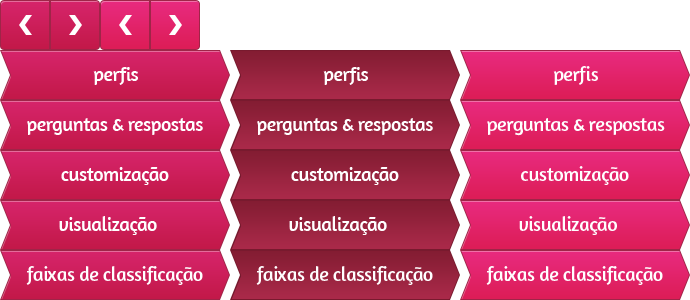 ❮ ❯ ❮ ❯
perfis perfis perfis
perguntas & respostas perguntas & respostas perguntas & respostas
customização customização customização
visualização visualização visualização
faixas de classificação faixas de classificação faixas de classificação